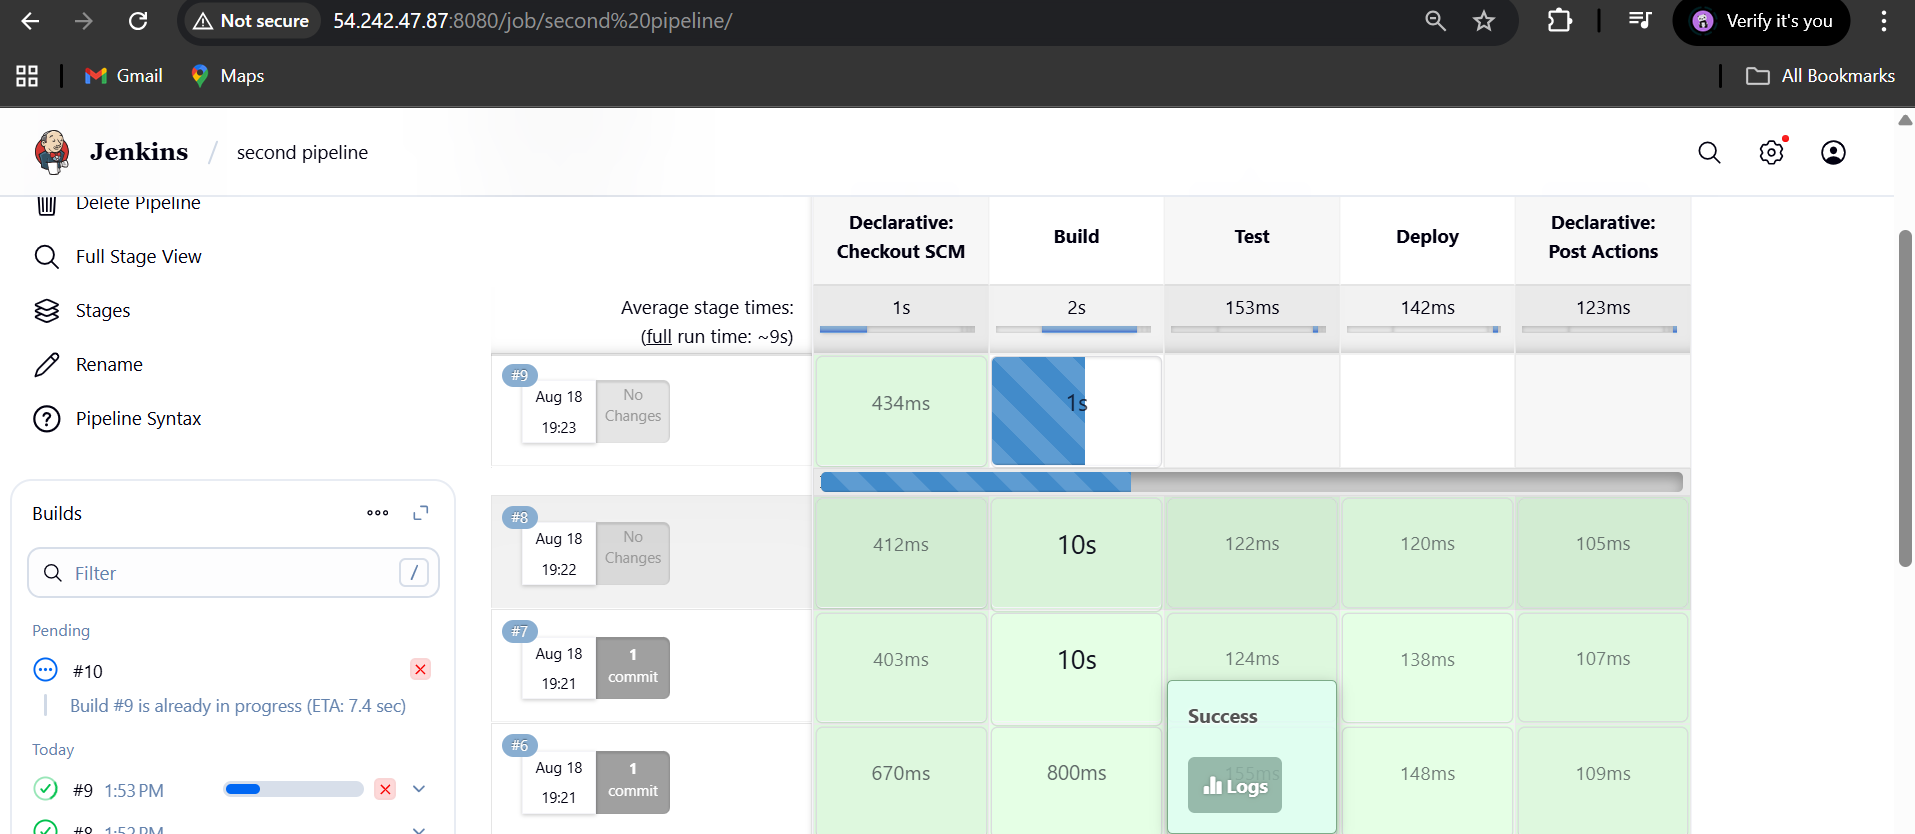 Not secure
54.242.47.87:8080/job/second%20pipeline/
Verify it's you
Gmail
Maps
All Bookmarks
Jenkins / second pipeline
Delete Pipeline
Full Stage View
Stages
Rename
Pipeline Syntax
Builds
Filter
/
Pending
#10
Build #9 is already in progress (ETA: 7.4 sec)
Today
#9 1:53 PM
#8 1:52 PM
Declarative: Checkout SCM
Build
Test
Deploy
Declarative: Post Actions
Average stage times:
(full run time: ~9s)
1s
2s
153ms
142ms
123ms
#9
Aug 18
19:23
No Changes
434ms
1s
#8
Aug 18
19:22
No Changes
412ms
10s
122ms
120ms
105ms
#7
Aug 18
19:21
1 commit
403ms
10s
124ms
138ms
107ms
#6
Aug 18
19:21
1 commit
670ms
800ms
155ms
148ms
109ms
Success
Logs